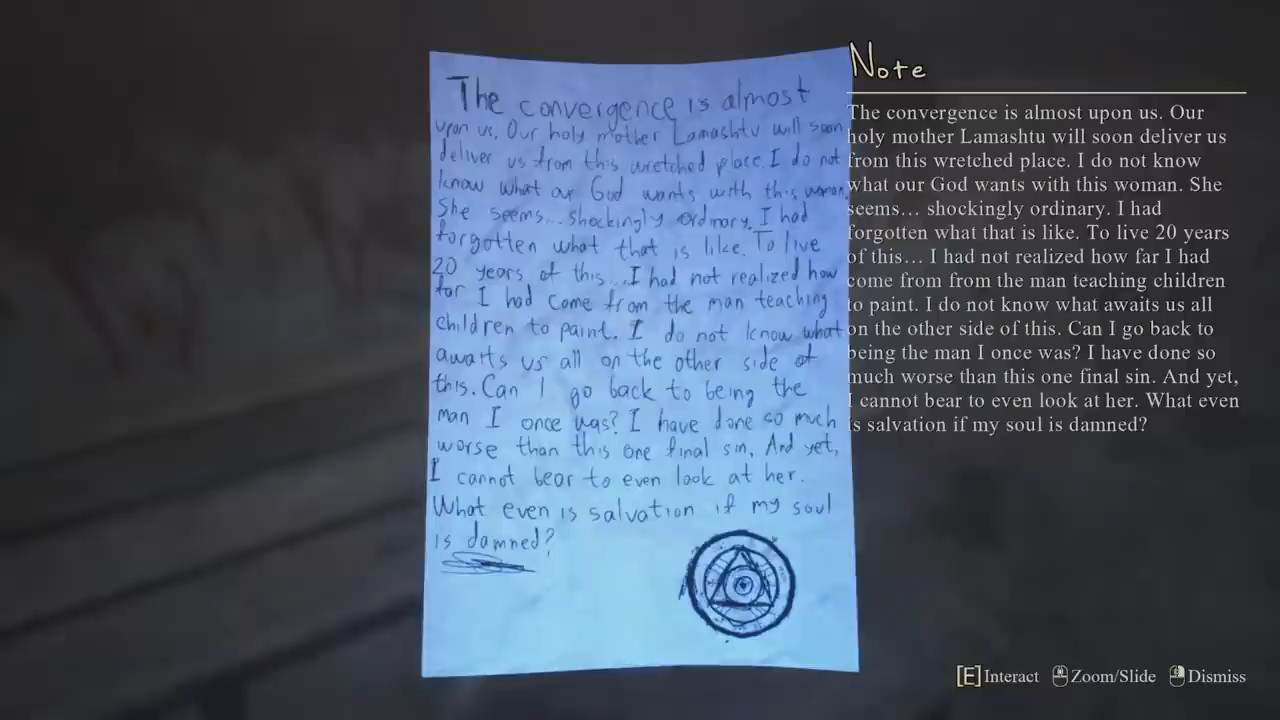 The convergence is almost
upon us. Our holy mother Lamashtu will soon
deliver us from this wretched place. I do not
know what our God wants with this woman.
She seems... shockingly ordinary. I had
forgotten what that is like. To live
20 years of this... I had not realized how
far I had come from the man teaching
children to paint. I do not know what
awaits us all on the other side of
this. Can I go back to being the
man I once was? I have done so much
worse than this one final sin. And yet,
I cannot bear to even look at her.
What even is salvation if my soul
is damned?
Note
The convergence is almost upon us. Our
holy mother Lamashtu will soon deliver us
from this wretched place. I do not know
what our God wants with this woman. She
seems… shockingly ordinary. I had
forgotten what that is like. To live 20 years
of this… I had not realized how far I had
come from from the man teaching children
to paint. I do not know what awaits us all
on the other side of this. Can I go back to
being the man I once was? I have done so
much worse than this one final sin. And yet,
I cannot bear to even look at her. What even
is salvation if my soul is damned?
[E] Interact Zoom/Slide Dismiss